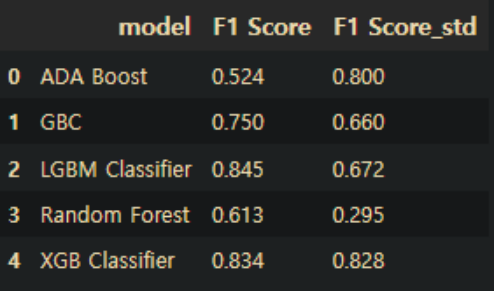 model F1 Score F1 Score_std
0 ADA Boost 0.524 0.800
1 GBC 0.750 0.660
2 LGBM Classifier 0.845 0.672
3 Random Forest 0.613 0.295
4 XGB Classifier 0.834 0.828